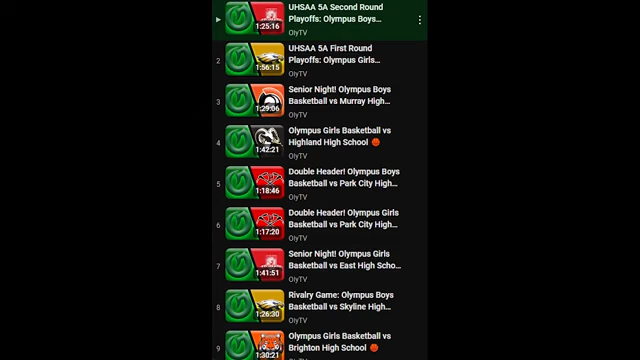 UHSAA 5A Second Round
Playoffs: Olympus Boys...
1:25:16
OlyTV
2
UHSAA 5A First Round
Playoffs: Olympus Girls...
1:56:15
OlyTV
3
Senior Night! Olympus Boys
Basketball vs Murray High...
1:29:06
OlyTV
4
Olympus Girls Basketball vs
Highland High School 🏀
1:42:21
OlyTV
5
Double Header! Olympus Boys
Basketball vs Park City High...
1:18:46
OlyTV
6
Double Header! Olympus Girls
Basketball vs Park City High...
1:17:20
OlyTV
7
Senior Night! Olympus Girls
Basketball vs East High Scho...
1:41:51
OlyTV
8
Rivalry Game: Olympus Boys
Basketball vs Skyline High...
1:26:30
OlyTV
9
Olympus Girls Basketball vs
Brighton High School 🏀
1:30:21